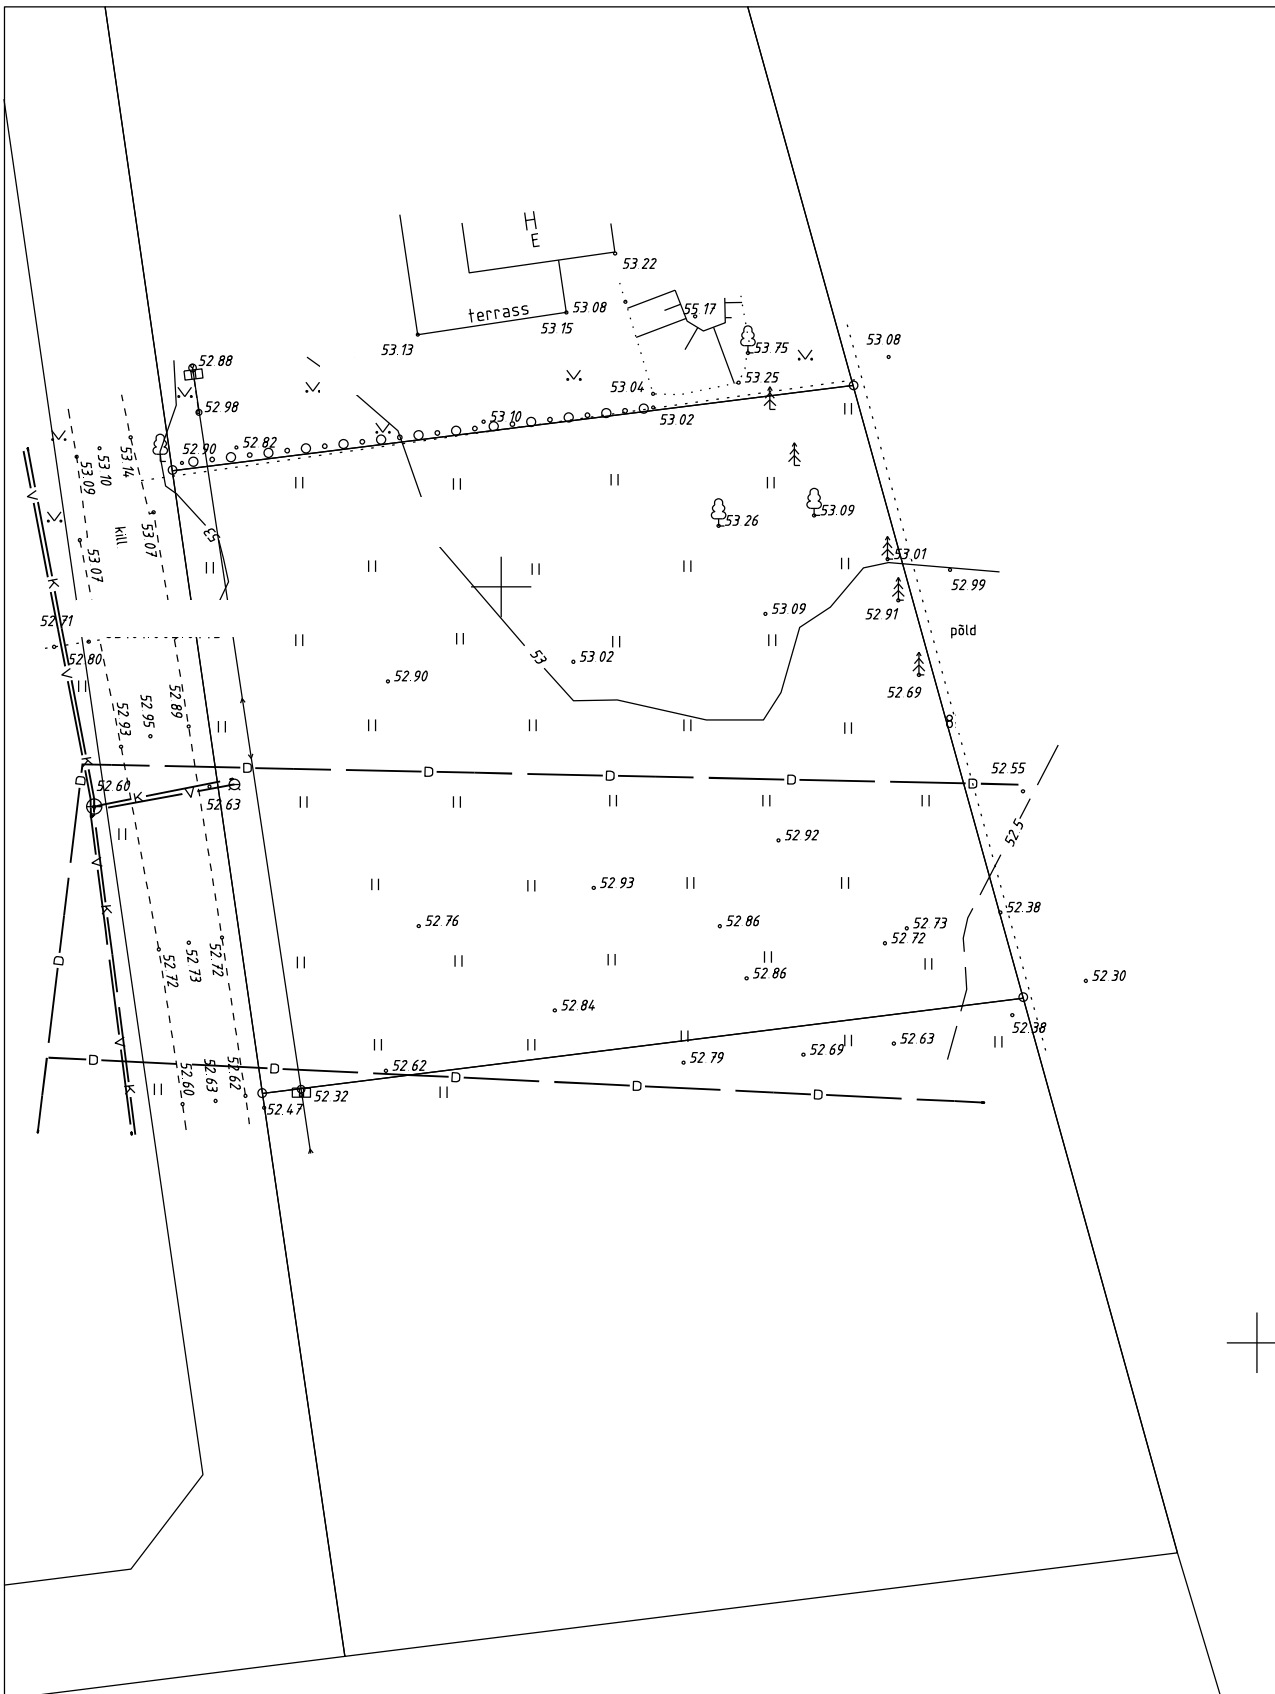 H
E
53.22
terrass
53.08
53.15
55.17
53.13
53.75
53.08
52.88
53.04
53.25
52.98
53.10
53.02
52.90
52.82
53.14
53.10
53.09
V
kill.
53.07
53.07
53
53.26
53.09
53.01
52.99
K
52.91
53.09
põld
52.71
52.80
V
53.02
53
52.90
52.69
52.89
52.95
52.93
K
D
D
D
D
D
D
52.55
52.60
K
V
52.63
52.5
52.92
V
52.93
K
52.38
52.76
52.86
52.73
52.72
52.72
52.73
52.72
D
52.86
52.30
52.84
52.38
V
52.79
52.69
52.63
D
D
52.62
D
D
D
K
52.60
52.63
52.62
52.47
52.32